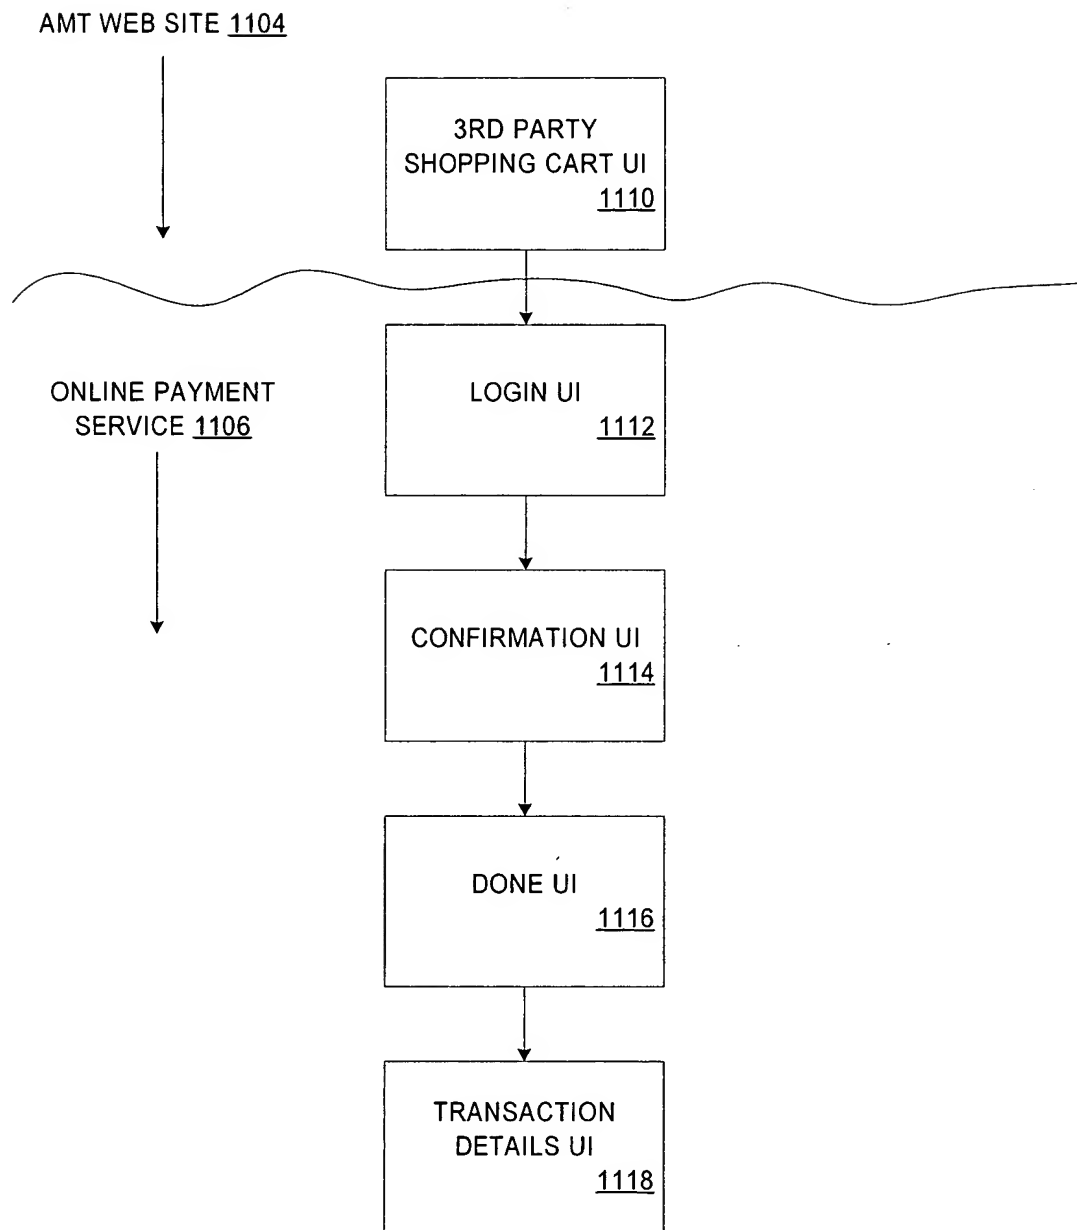 AMT WEB SITE 1104
3RD PARTY
SHOPPING CART UI
1110
LOGIN UI
1112
ONLINE PAYMENT
SERVICE 1106
CONFIRMATION UI
1114
DONE UI
1116
TRANSACTION
DETAILS UI
1118